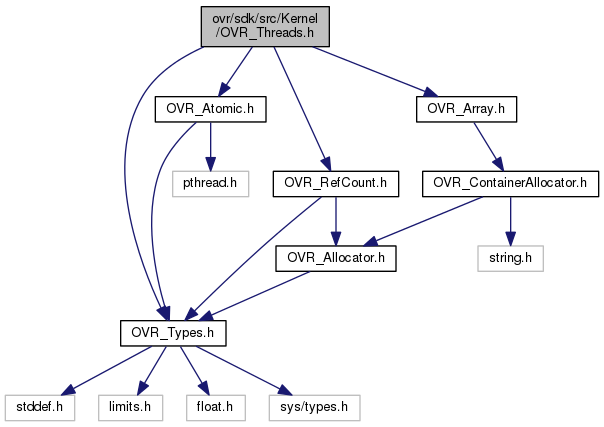 ovr/sdk/src/Kernel
/OVR_Threads.h
OVR_Atomic.h
OVR_Array.h
pthread.h
OVR_RefCount.h
OVR_ContainerAllocator.h
OVR_Allocator.h
string.h
OVR_Types.h
stddef.h
limits.h
float.h
sys/types.h